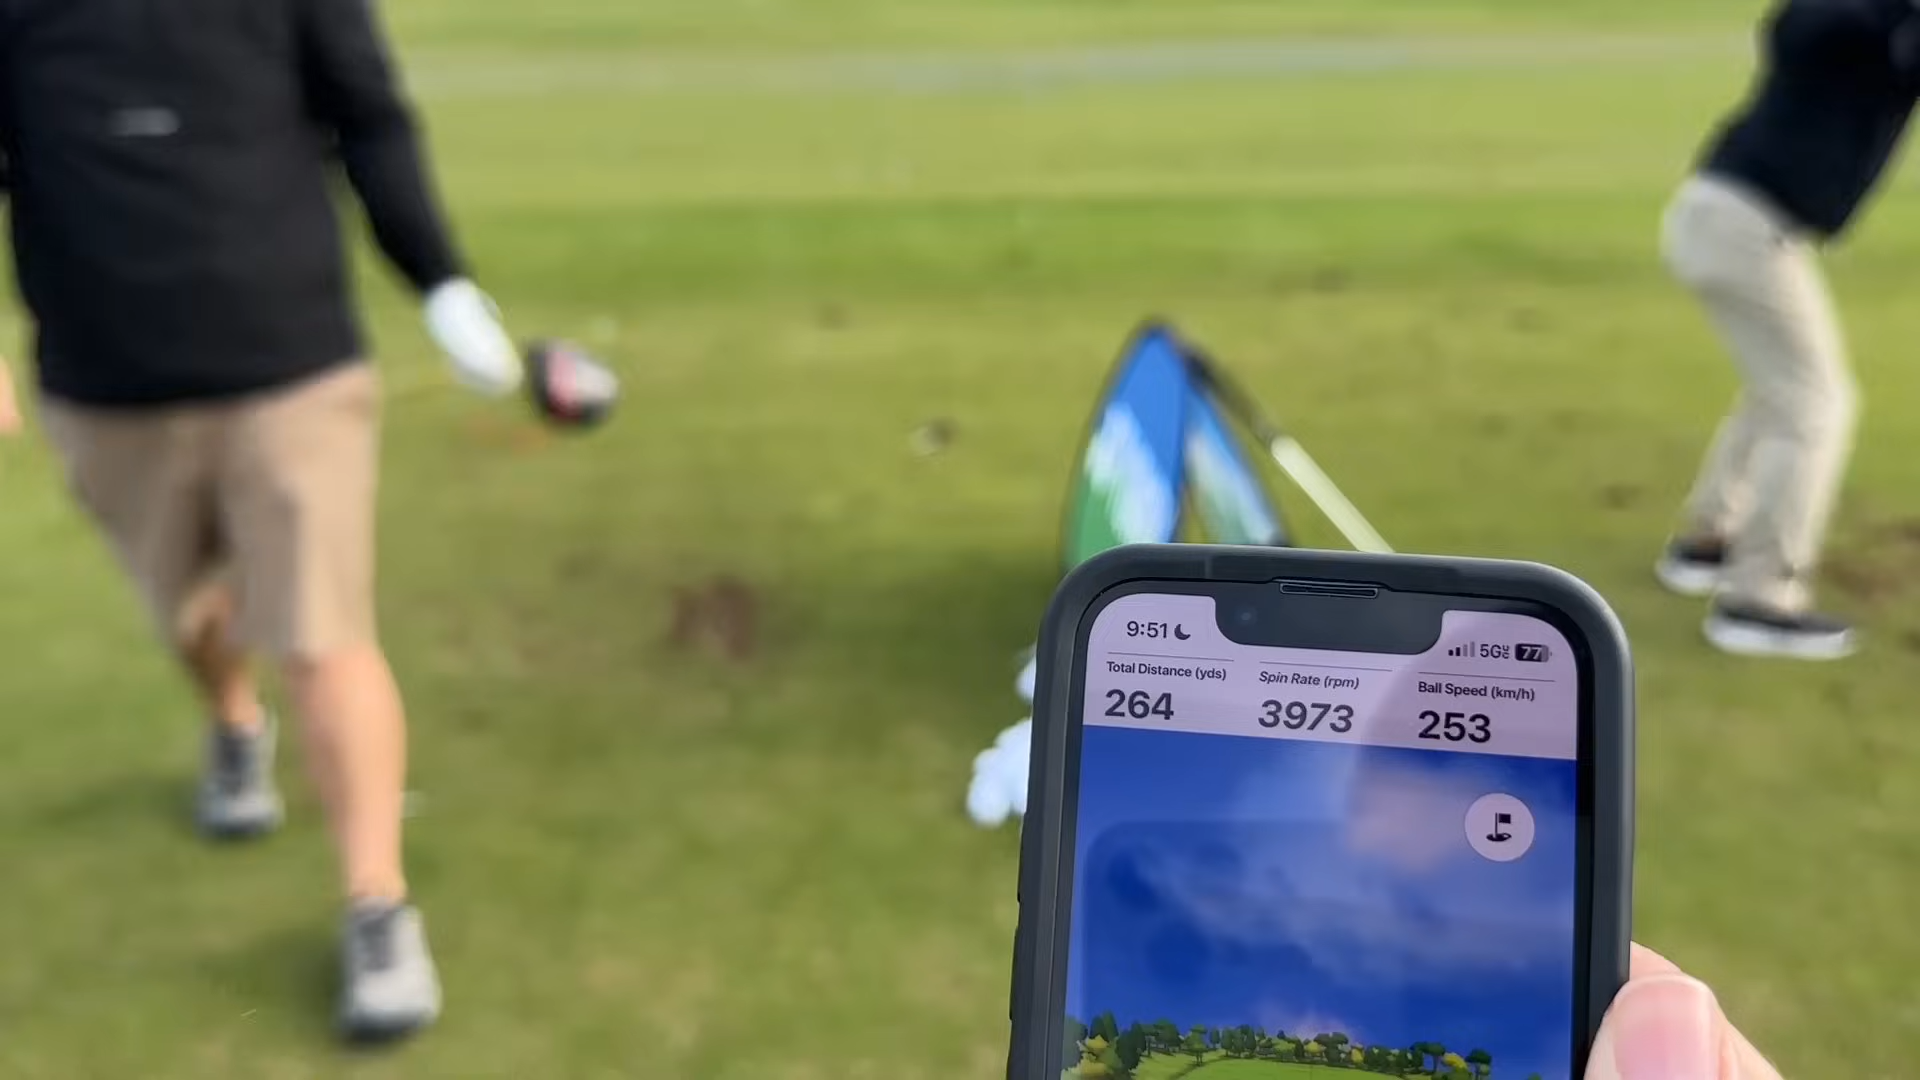 9:51
5G
77
Total Distance (yds)
264
Spin Rate (rpm)
3973
Ball Speed (km/h)
253